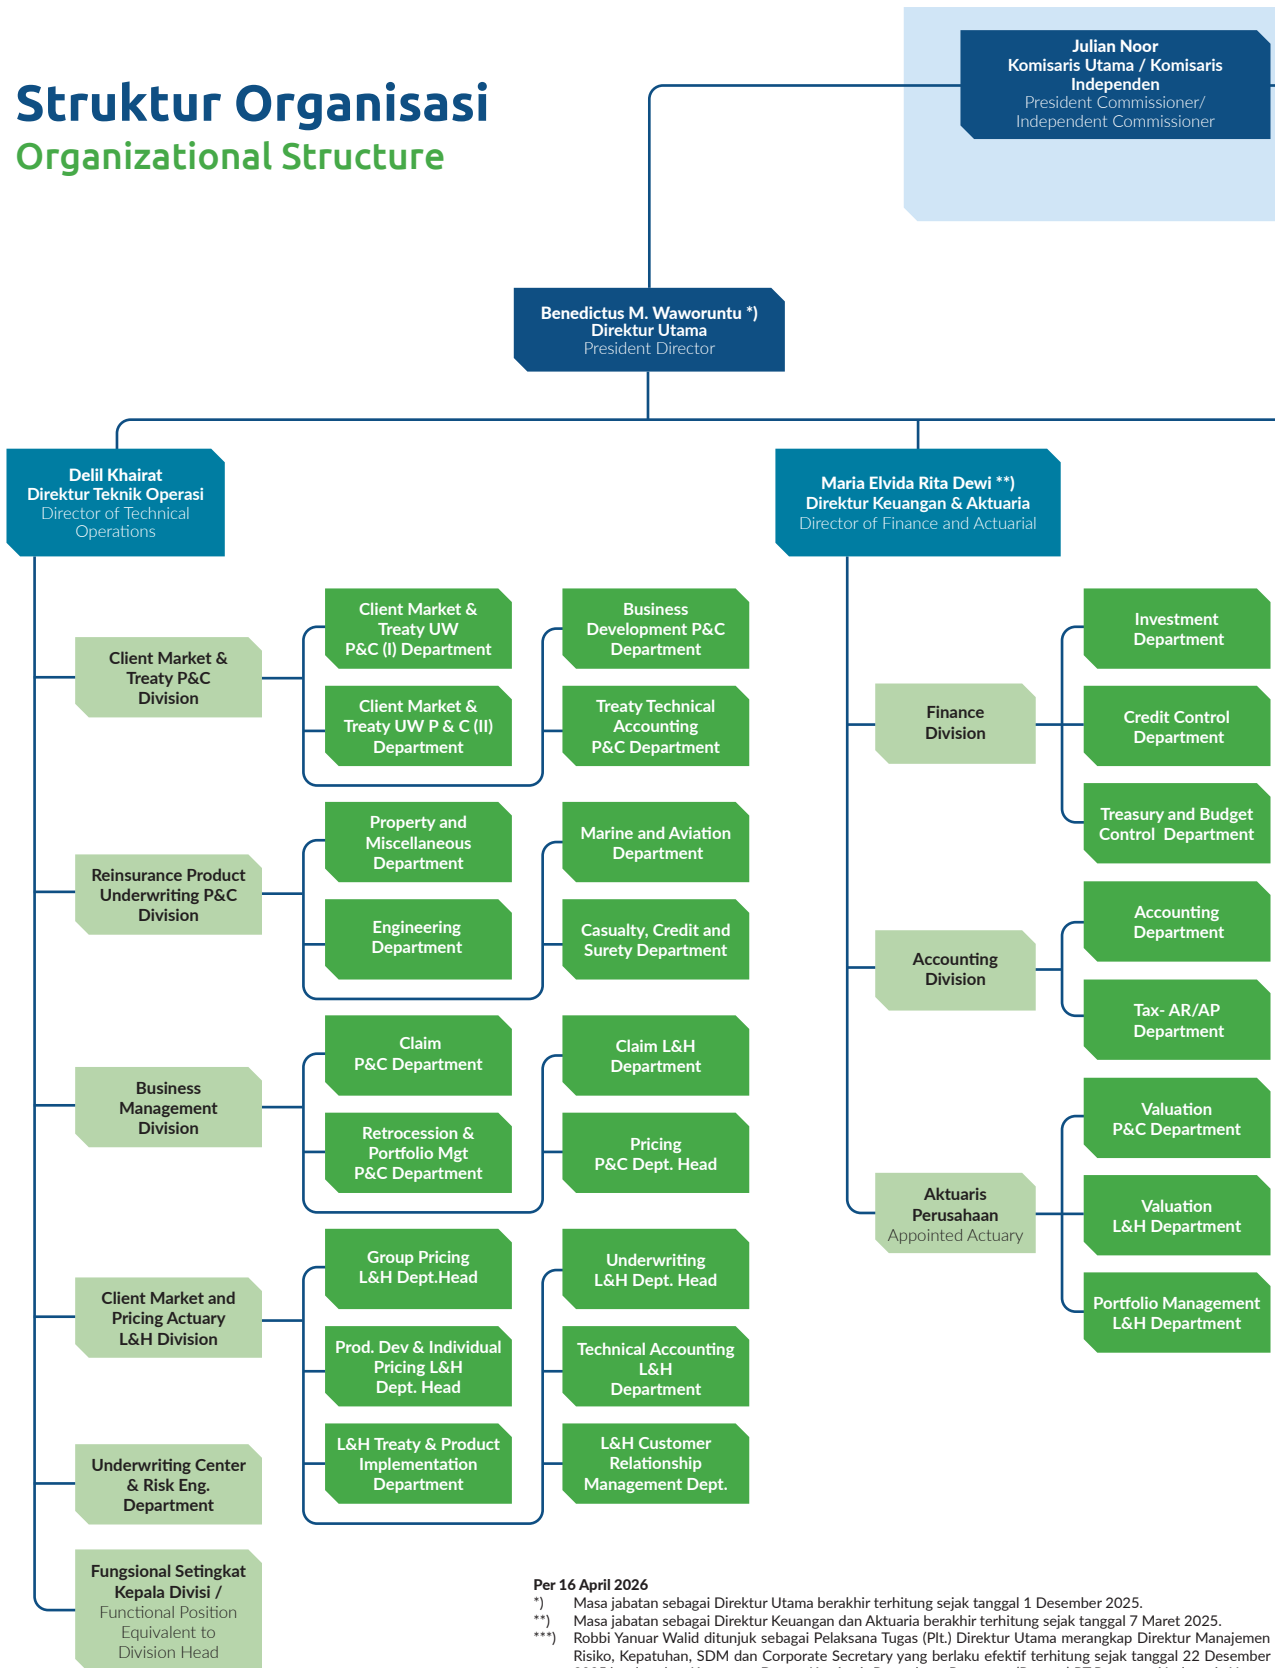 Struktur Organisasi
Organizational Structure
Julian Noor
Komisaris Utama / Komisaris
Independen
President Commissioner/
Independent Commissioner
Benedictus M. Waworuntu *)
Direktur Utama
President Director
Delil Khairat
Direktur Teknik Operasi
Director of Technical
Operations
Maria Elvida Rita Dewi **)
Direktur Keuangan & Aktuaria
Director of Finance and Actuarial
Client Market &
Treaty P&C
Division
Client Market &
Treaty UW
P&C (I) Department
Client Market &
Treaty UW P & C (II)
Department
Business
Development P&C
Department
Treaty Technical
Accounting
P&C Department
Reinsurance Product
Underwriting P&C
Division
Property and
Miscellaneous
Department
Engineering
Department
Marine and Aviation
Department
Casualty, Credit and
Surety Department
Business
Management
Division
Claim
P&C Department
Retrocession &
Portfolio Mgt
P&C Department
Claim L&H
Department
Pricing
P&C Dept. Head
Client Market and
Pricing Actuary
L&H Division
Group Pricing
L&H Dept.Head
Prod. Dev & Individual
Pricing L&H
Dept. Head
L&H Treaty & Product
Implementation
Department
Underwriting
L&H Dept. Head
Technical Accounting
L&H
Department
L&H Customer
Relationship
Management Dept.
Underwriting Center
& Risk Eng.
Department
Fungsional Setingkat
Kepala Divisi /
Functional Position
Equivalent to
Division Head
Finance
Division
Investment
Department
Credit Control
Department
Treasury and Budget
Control Department
Accounting
Division
Accounting
Department
Tax- AR/AP
Department
Aktuaris
Perusahaan
Appointed Actuary
Valuation
P&C Department
Valuation
L&H Department
Portfolio Management
L&H Department
Per 16 April 2026
*) Masa jabatan sebagai Direktur Utama berakhir terhitung sejak tanggal 1 Desember 2025.
**) Masa jabatan sebagai Direktur Keuangan dan Aktuaria berakhir terhitung sejak tanggal 7 Maret 2025.
***) Robbi Yanuar Walid ditunjuk sebagai Pelaksana Tugas (Plt.) Direktur Utama merangkap Direktur Manajemen
Risiko, Kepatuhan, SDM dan Corporate Secretary yang berlaku efektif terhitung sejak tanggal 22 Desember